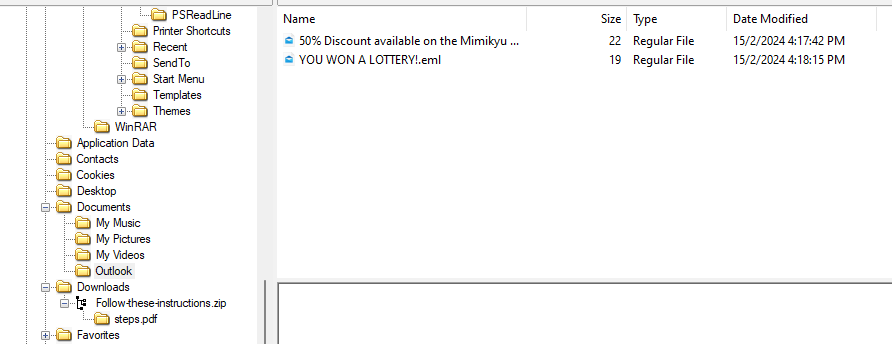 PSReadLine
Printer Shortcuts
Recent
SendTo
Start Menu
Templates
Themes
WinRAR
Application Data
Contacts
Cookies
Desktop
Documents
My Music
My Pictures
My Videos
Outlook
Downloads
Follow-these-instructions.zip
steps.pdf
Favorites
Name Size Type Date Modified
50% Discount available on the Mimikyu ... 22 Regular File 15/2/2024 4:17:42 PM
YOU WON A LOTTERY!.eml 19 Regular File 15/2/2024 4:18:15 PM